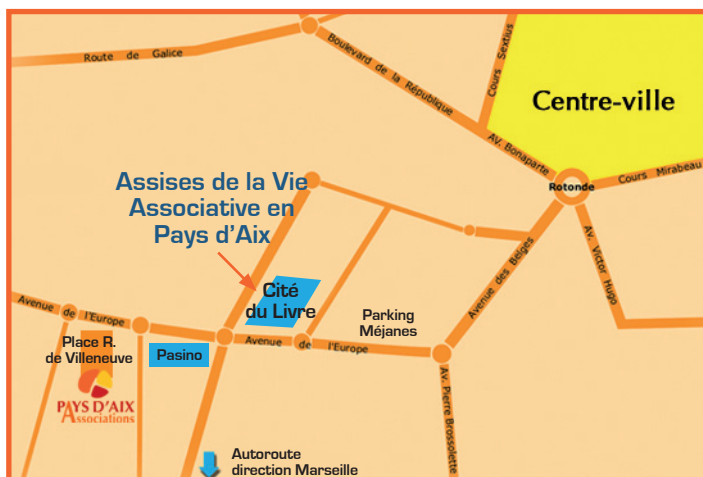 Route de Galice
Boulevard de la République
Cours Sextius
Centre-ville
Av. Bonaparte
Rotonde
Cours Mirabeau
Assises de la Vie
Associative en
Pays d'Aix
Avenue des Belges
Av. Victor Hugo
Cité
du Livre
Parking
Méjanes
Avenue de l'Europe
Place R.
de Villeneuve
Pasino
Avenue de l'Europe
PAYS D'AIX
Associations
Av. Pierre Brossolette
Autoroute
direction Marseille